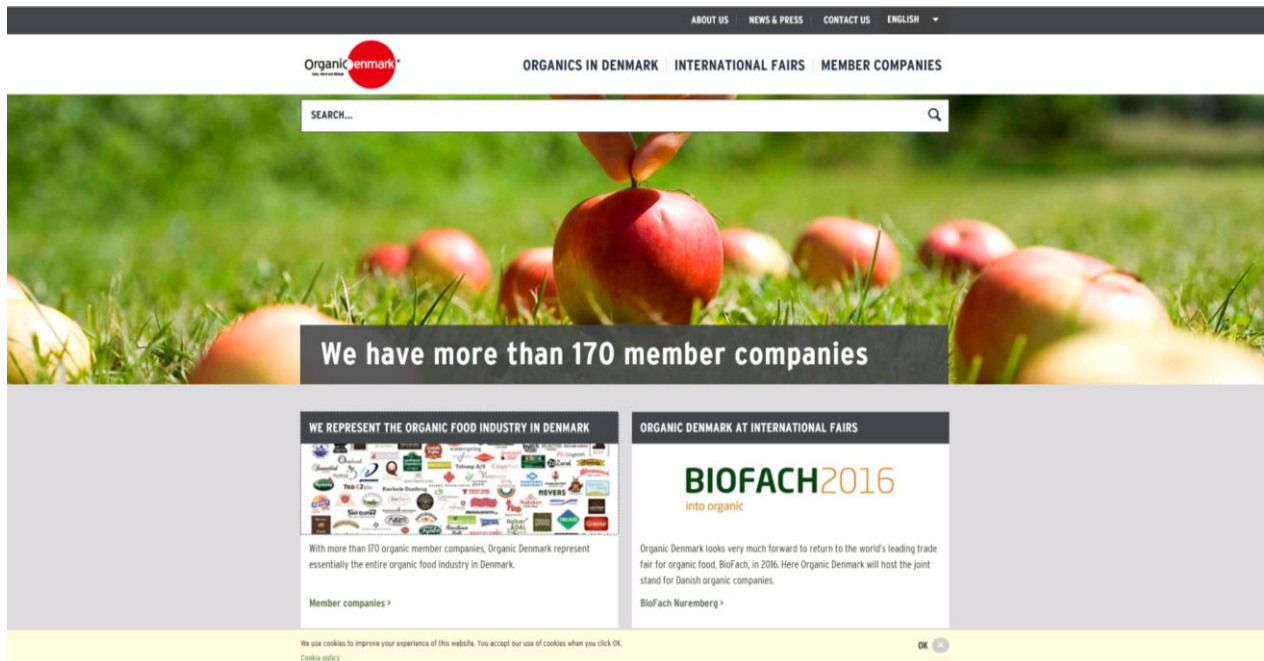 ABOUT US NEWS & PRESS CONTACT US ENGLISH
Organic Denmark
ORGANICS IN DENMARK INTERNATIONAL FAIRS MEMBER COMPANIES
SEARCH...
We have more than 170 member companies
WE REPRESENT THE ORGANIC FOOD INDUSTRY IN DENMARK
With more than 170 organic member companies, Organic Denmark represent
essentially the entire organic food industry in Denmark.
Member companies >
ORGANIC DENMARK AT INTERNATIONAL FAIRS
BIOFACH2016
into organic
Organic Denmark looks very much forward to return to the world's leading trade
fair for organic food, BioFach, in 2016. Here Organic Denmark will host the joint
stand for Danish organic companies.
BioFach Nuremberg >
We use cookies to improve your experience of this website. You accept our use of cookies when you click OK.
OK
Cookie policy